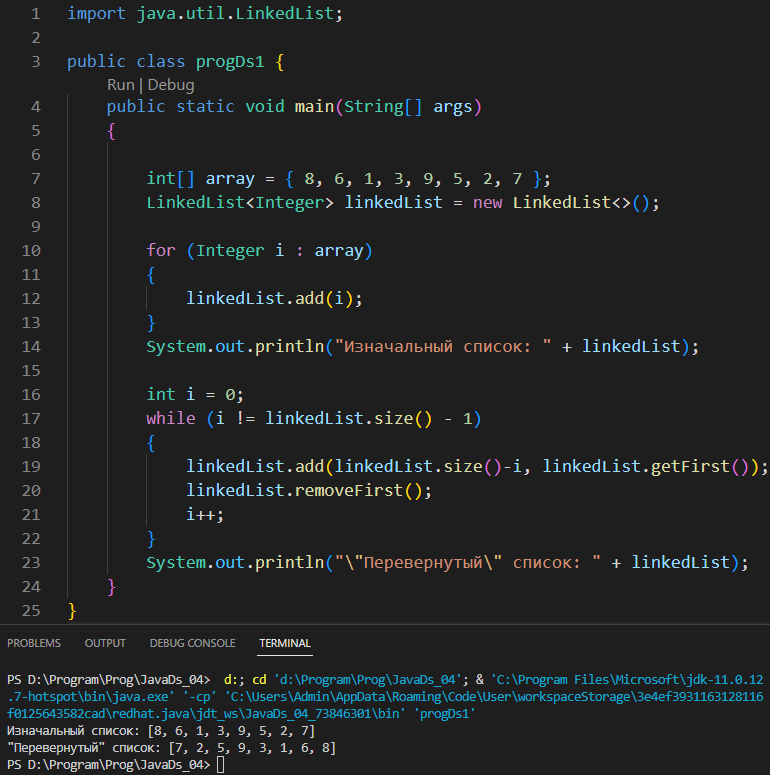 1 import java.util.LinkedList;
2
3 public class progDs1 {
Run | Debug
4 public static void main(String[] args)
5 {
6
7 int[] array = { 8, 6, 1, 3, 9, 5, 2, 7 };
8 LinkedList<Integer> linkedList = new LinkedList<>();
9
10 for (Integer i : array)
11 {
12 linkedList.add(i);
13 }
14 System.out.println("Изначальный список: " + linkedList);
15
16 int i = 0;
17 while (i != linkedList.size() - 1)
18 {
19 linkedList.add(linkedList.size()-i, linkedList.getFirst());
20 linkedList.removeFirst();
21 i++;
22 }
23 System.out.println("\"Перевернутый\" список: " + linkedList);
24 }
25 }
PROBLEMS OUTPUT DEBUG CONSOLE TERMINAL
PS D:\Program\Prog\JavaDs_04> d:; cd 'd:\Program\Prog\JavaDs_04'; & 'C:\Program Files\Microsoft\jdk-11.0.12
.7-hotspot\bin\java.exe' '-cp' 'C:\Users\Admin\AppData\Roaming\Code\User\workspaceStorage\3e4ef3931163128116
f0125643582cad\redhat.java\jdt_ws\JavaDs_04_73846301\bin' 'progDs1'
Изначальный список: [8, 6, 1, 3, 9, 5, 2, 7]
"Перевернутый" список: [7, 2, 5, 9, 3, 1, 6, 8]
PS D:\Program\Prog\JavaDs_04>